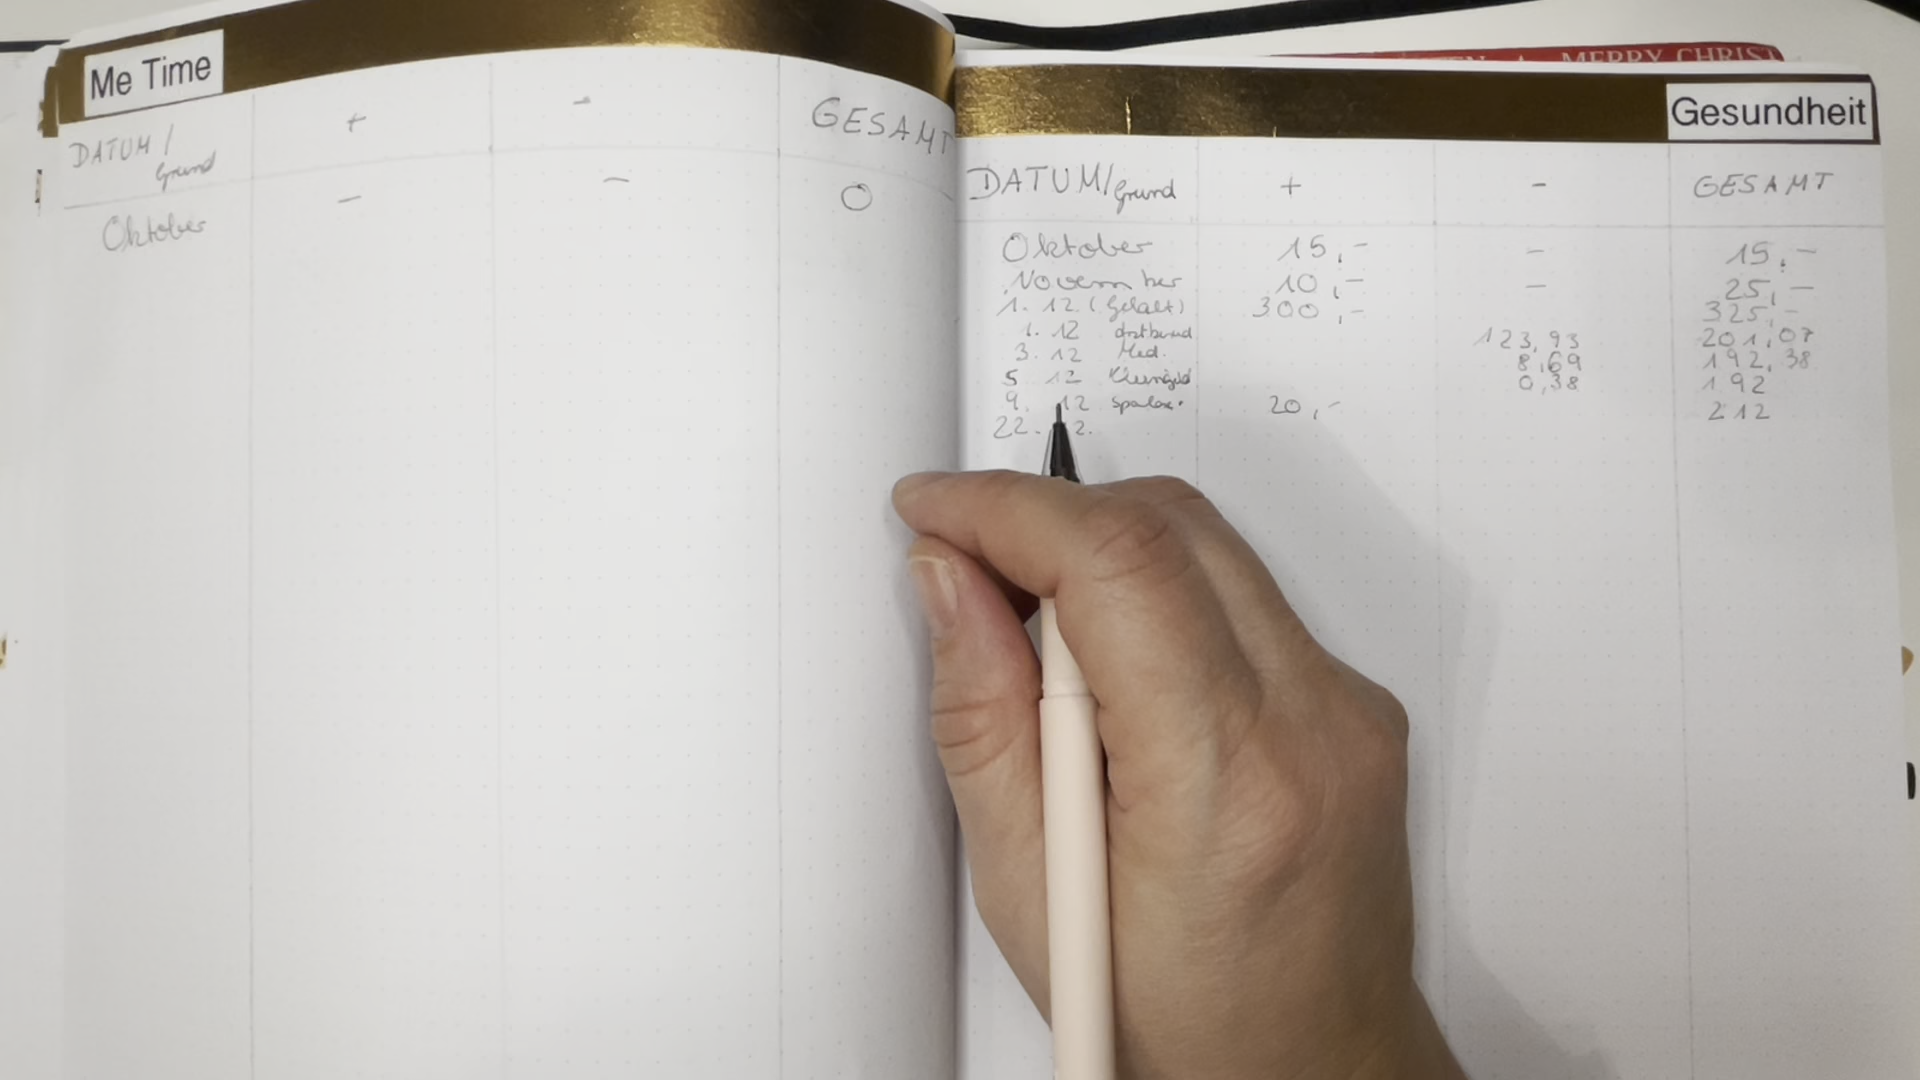 TEN A MERRY CHRIST
Me Time
DATUM/ Grund + - GESAMT
Oktober - - 0
Gesundheit
DATUM/Grund + - GESAMT
Oktober 15,- - 15,-
November 10,- - 25,-
1. 12. (Gehalt) 300,- 325,-
1. 12 123,93 201,07
3. 12 Med. 8,69 192,38
5 12 Kleingeld 0,38 192
9. 12 20,- 212
22. 12.